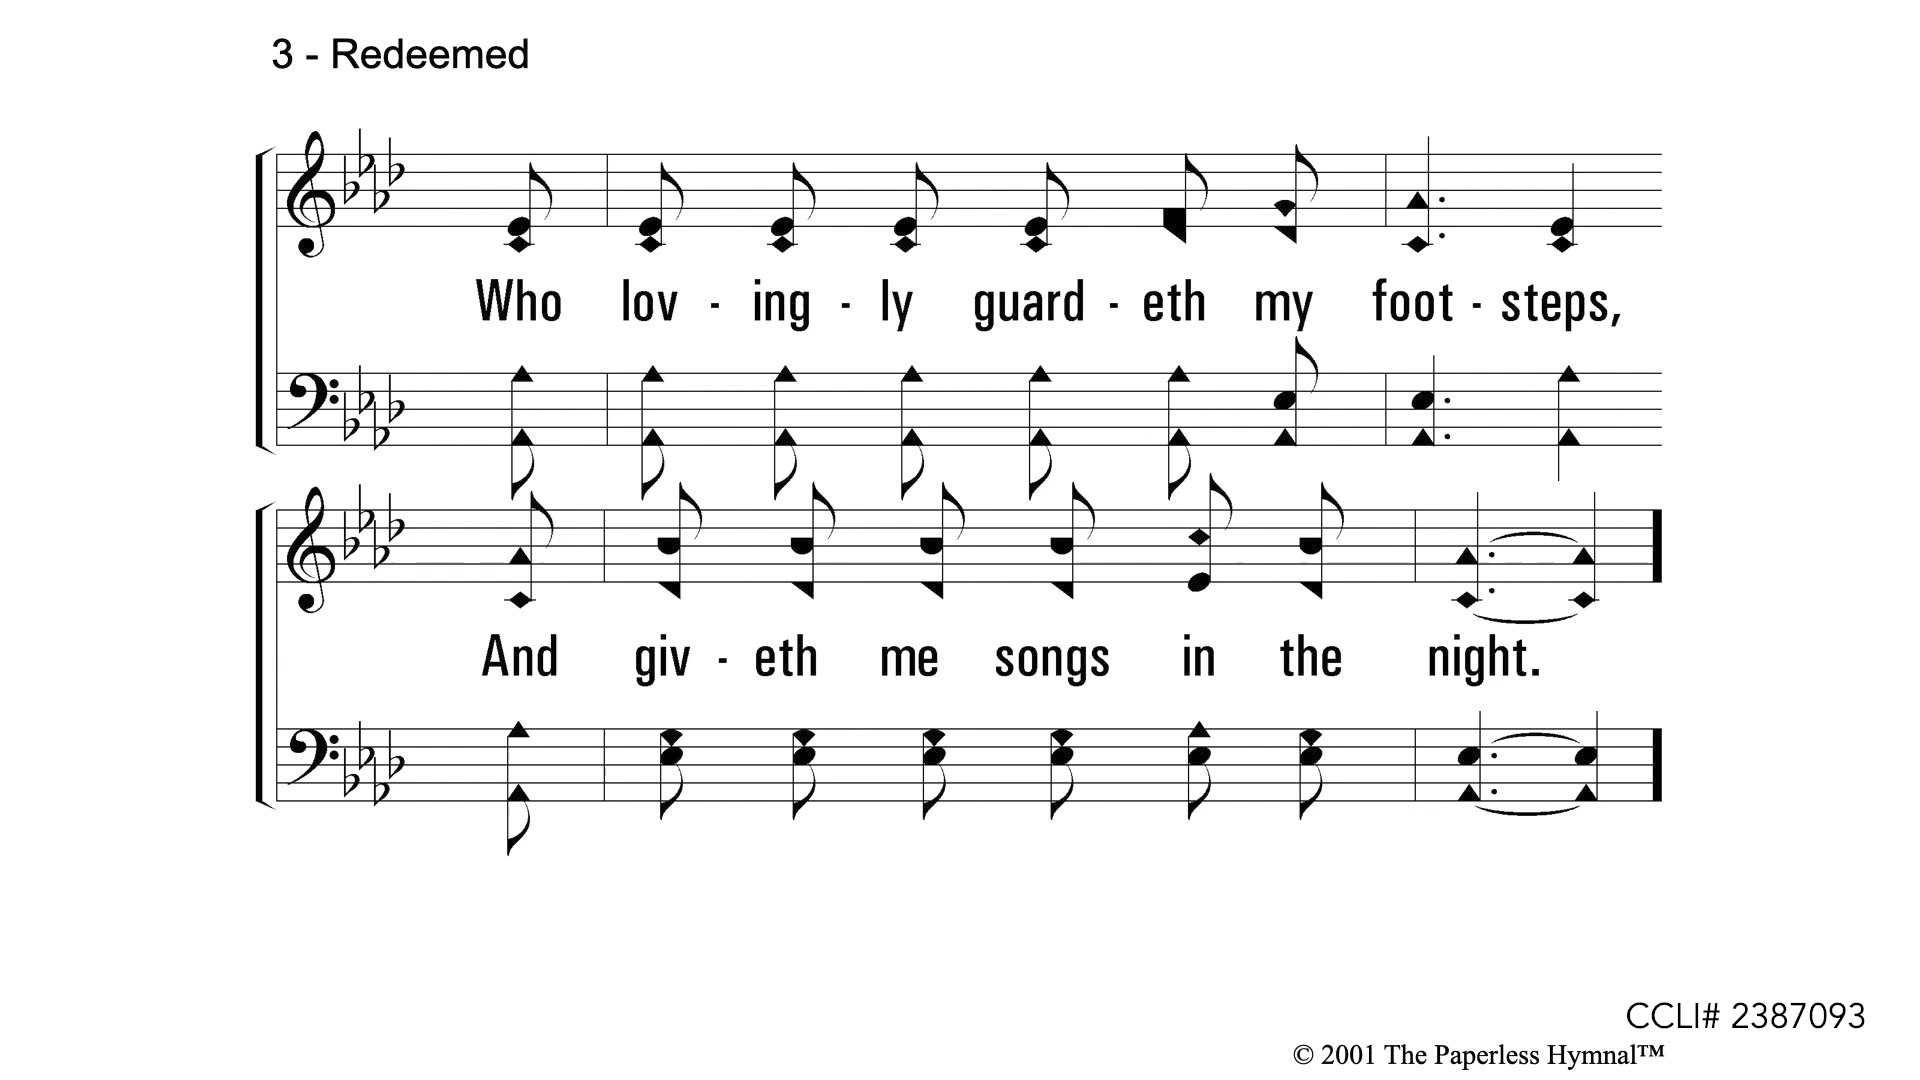 3 - Redeemed
Who lov - ing - ly guard - eth my foot - steps,
And giv - eth me songs in the night.
CCLI# 2387093
© 2001 The Paperless Hymnal™